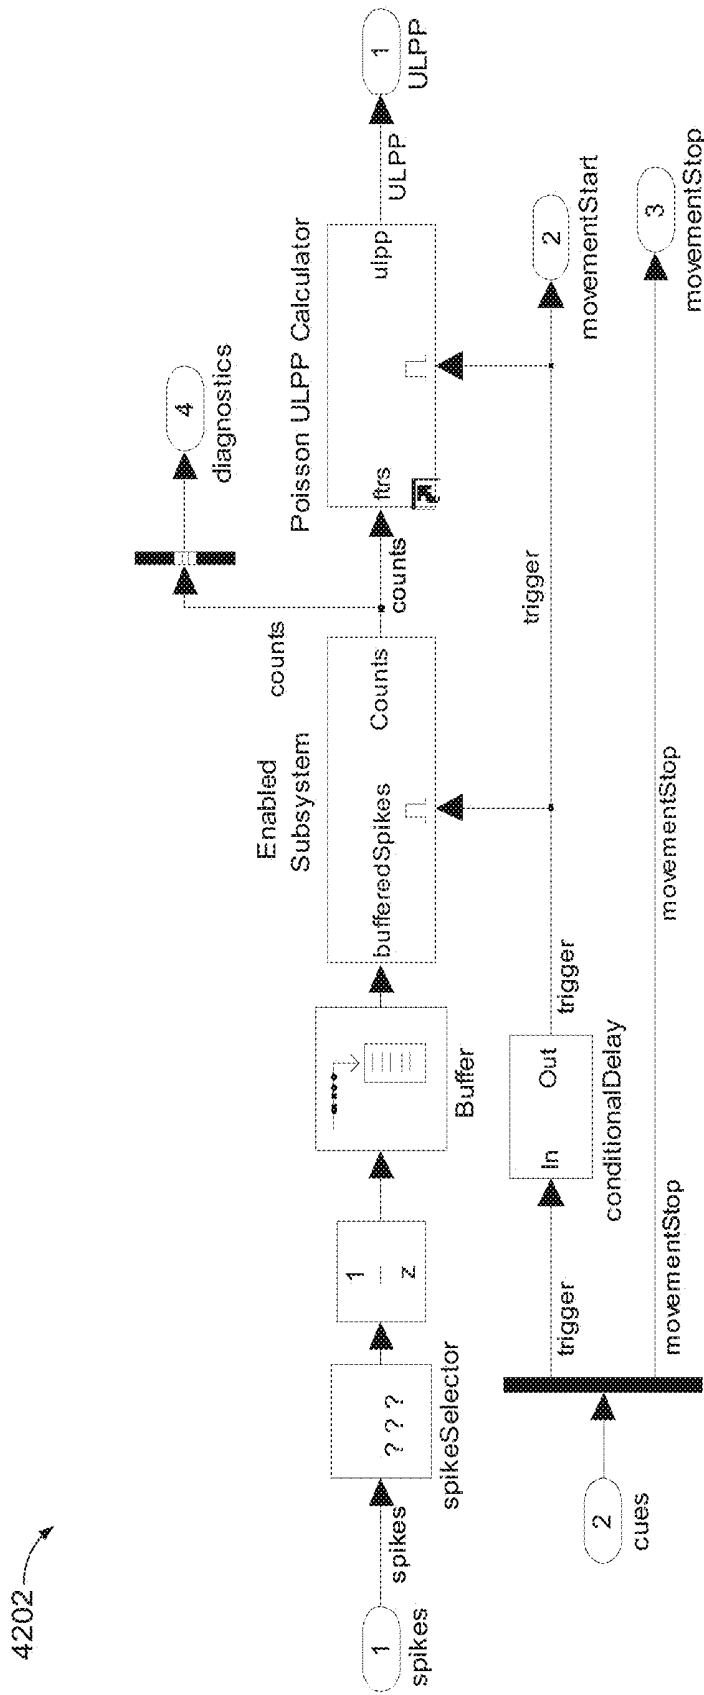 4202
1
spikes
spikes
? ? ?
spikeSelector
1
z
Buffer
Enabled
Subsystem
bufferedSpikes
Counts
counts
counts
4
diagnostics
Poisson ULPP Calculator
ftrs
ulpp
ULPP
1
ULPP
2
cues
trigger
In
Out
conditionalDelay
trigger
trigger
2
movementStart
movementStop
movementStop
3
movementStop